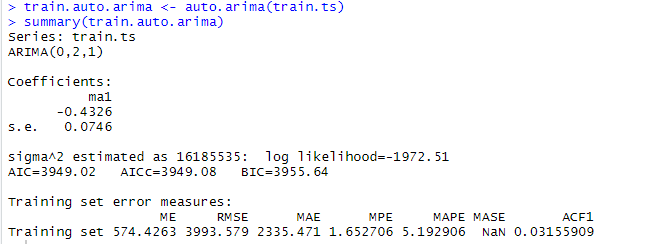 > train.auto.arima <- auto.arima(train.ts)
> summary(train.auto.arima)
Series: train.ts
ARIMA(0,2,1)
Coefficients:
ma1
-0.4326
s.e. 0.0746
sigma^2 estimated as 16185535: log likelihood=-1972.51
AIC=3949.02 AICc=3949.08 BIC=3955.64
Training set error measures:
ME RMSE MAE MPE MAPE MASE ACF1
Training set 574.4263 3993.579 2335.471 1.652706 5.192906 NaN 0.03155909